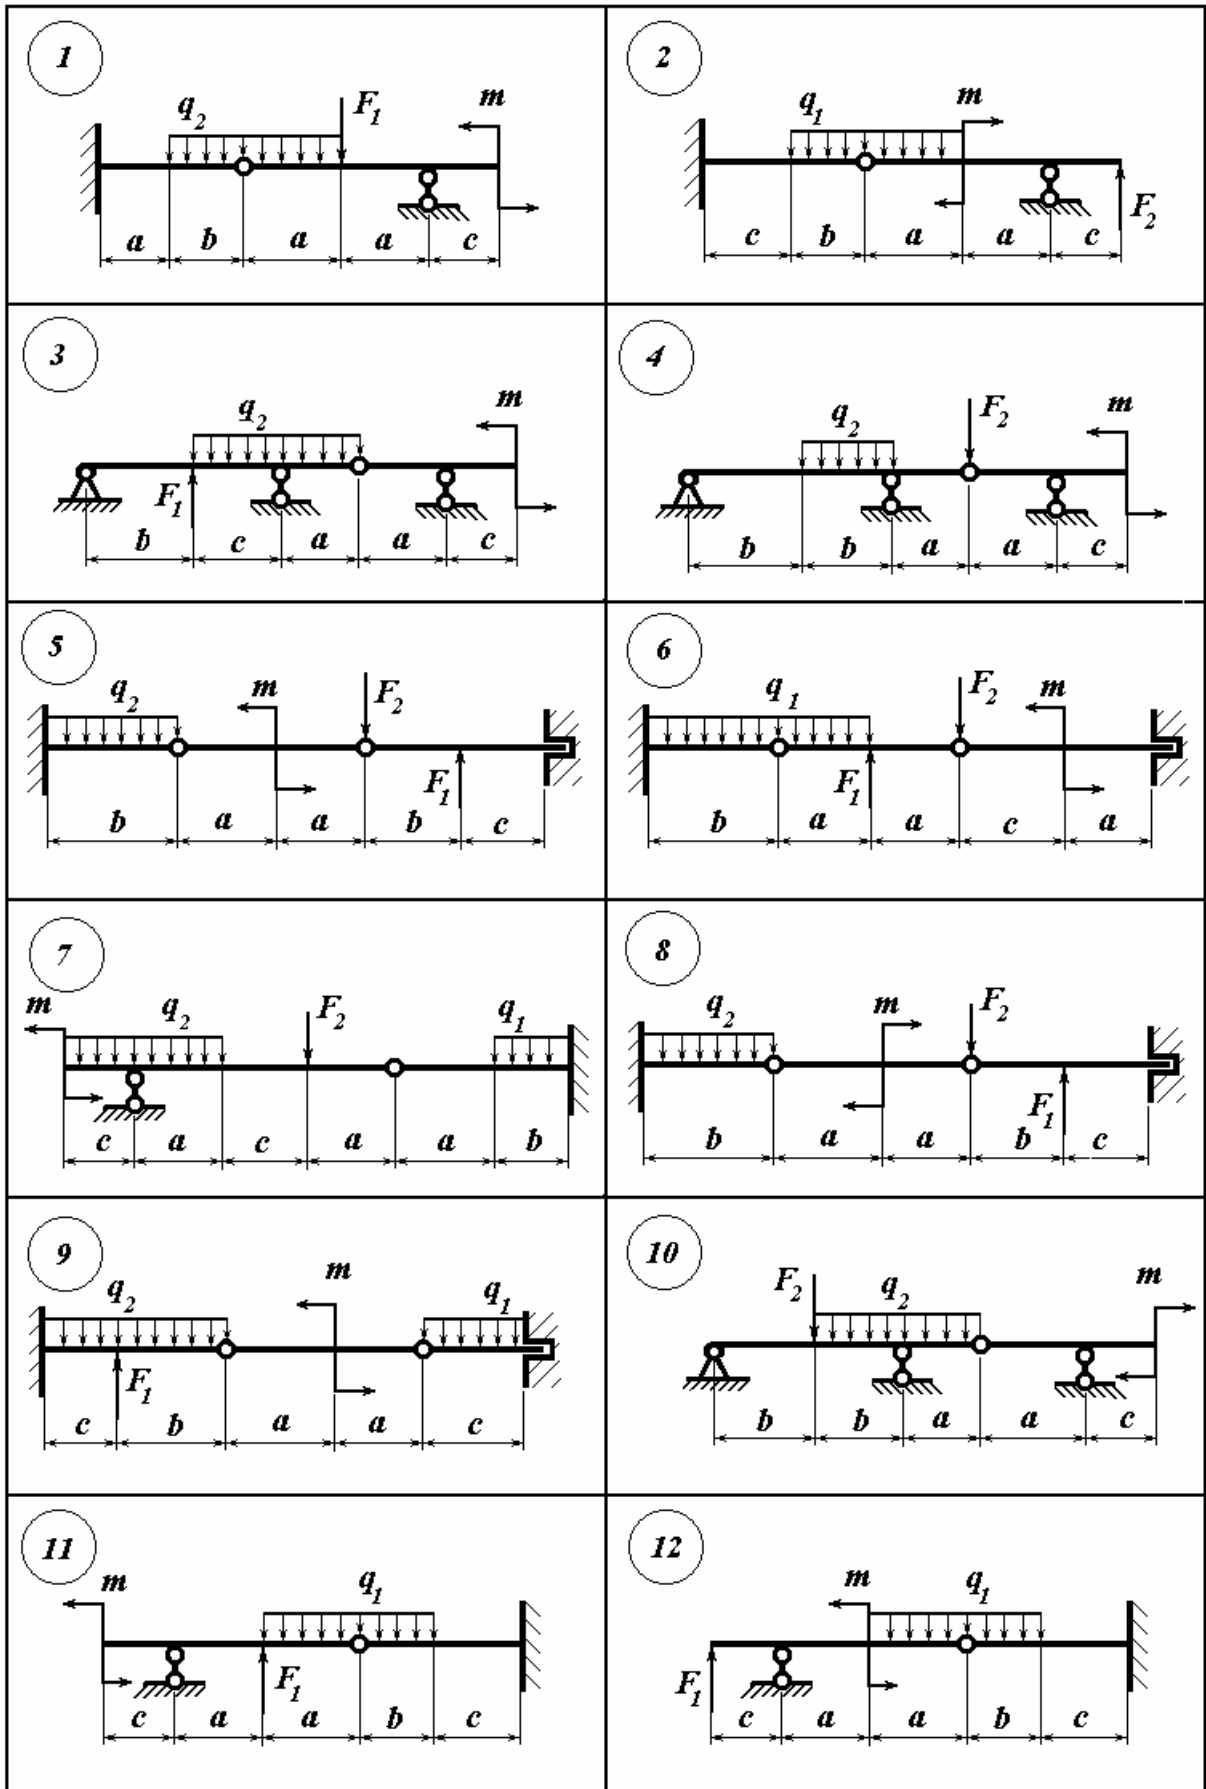 1
q2 F1 m
a b a a c
2
q1 m
F2
c b a a c
3
q2 m
F1
b c a a c
4
q2 F2 m
b b a a c
5
q2 m F2
F1
b a a b c
6
q1 F2 m
F1
b a a c a
7
m q2 F2 q1
c a c a a b
8
q2 m F2
F1
b a a b c
9
q2 m q1
F1
c b a a c
10
F2 q2 m
b b a a c
11
m q1
F1
c a a b c
12
m q1
F1
c a a b c